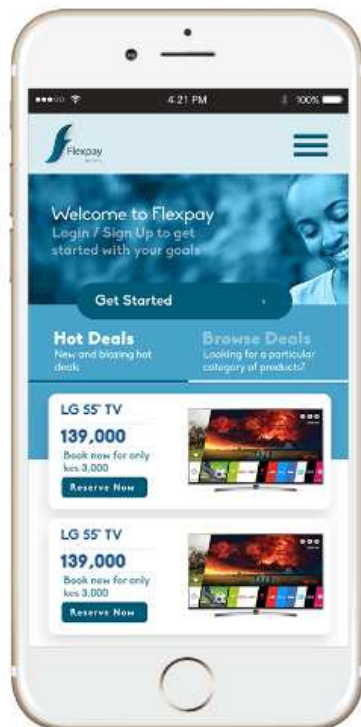 4:21 PM
100%
Flexpay
Welcome to Flexpay
Login / Sign Up to get
started with your goals
Get Started
Hot Deals
New and blazing hot
deals
Browse Deals
Looking for a particular
category of products?
LG 55" TV
139,000
Book now for only
kes 3,000
Reserve Now
LG 55" TV
139,000
Book now for only
kes 3,000
Reserve Now